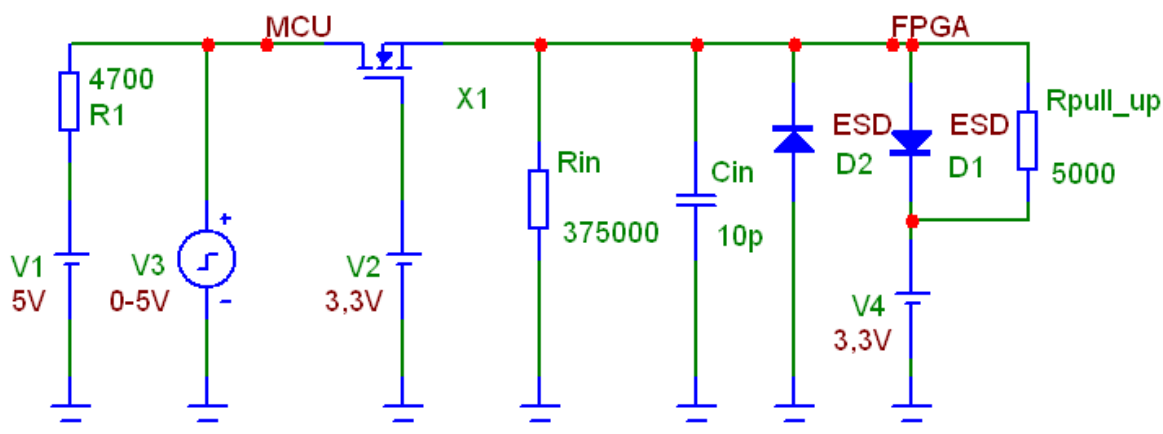 MCU
FPGA
4700
R1
X1
Rpull_up
ESD
ESD
D2
D1
5000
Rin
Cin
375000
10p
+
V1
V3
V2
-
5V
0-5V
3,3V
V4
3,3V